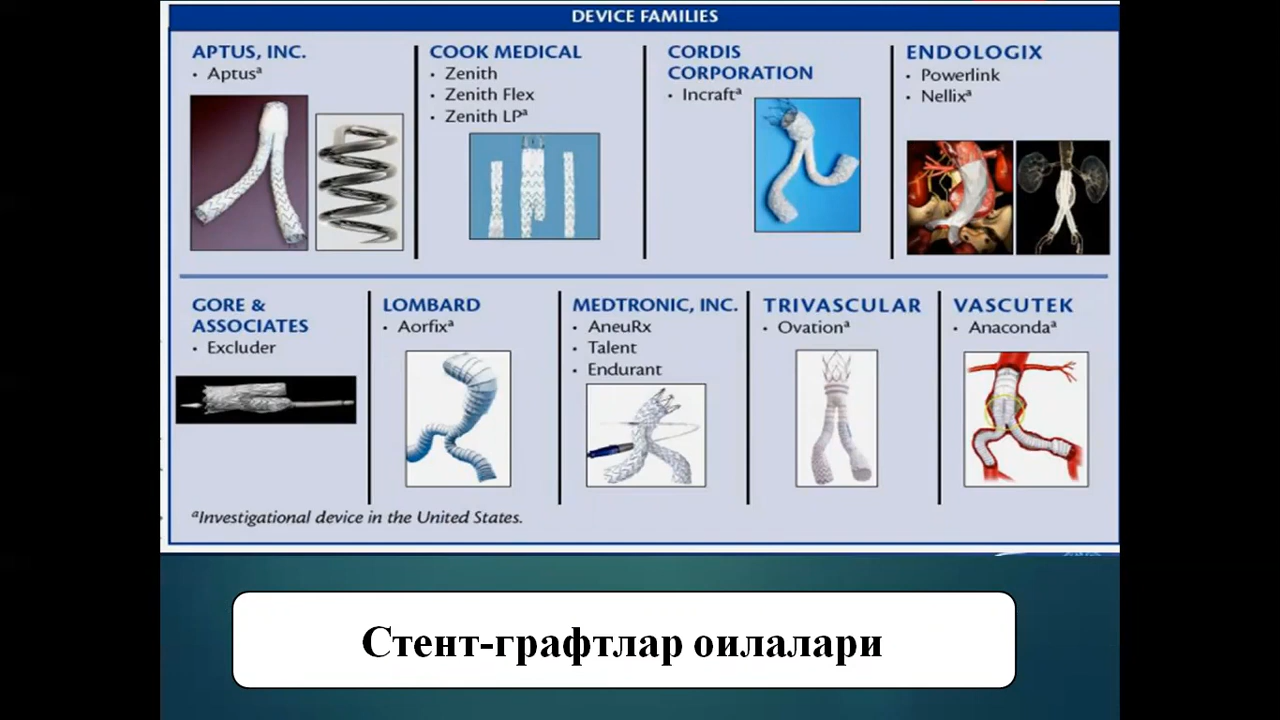 DEVICE FAMILIES
APTUS, INC.
• Aptusᵃ
COOK MEDICAL
• Zenith
• Zenith Flex
• Zenith LPᵃ
CORDIS
CORPORATION
• Incraftᵃ
ENDOLOGIX
• Powerlink
• Nellixᵃ
GORE &
ASSOCIATES
• Excluder
LOMBARD
• Aorfixᵃ
MEDTRONIC, INC.
• AneuRx
• Talent
• Endurant
TRIVASCULAR
• Ovationᵃ
VASCUTEK
• Anacondaᵃ
ᵃInvestigational device in the United States.
Стент-графтлар оилалари